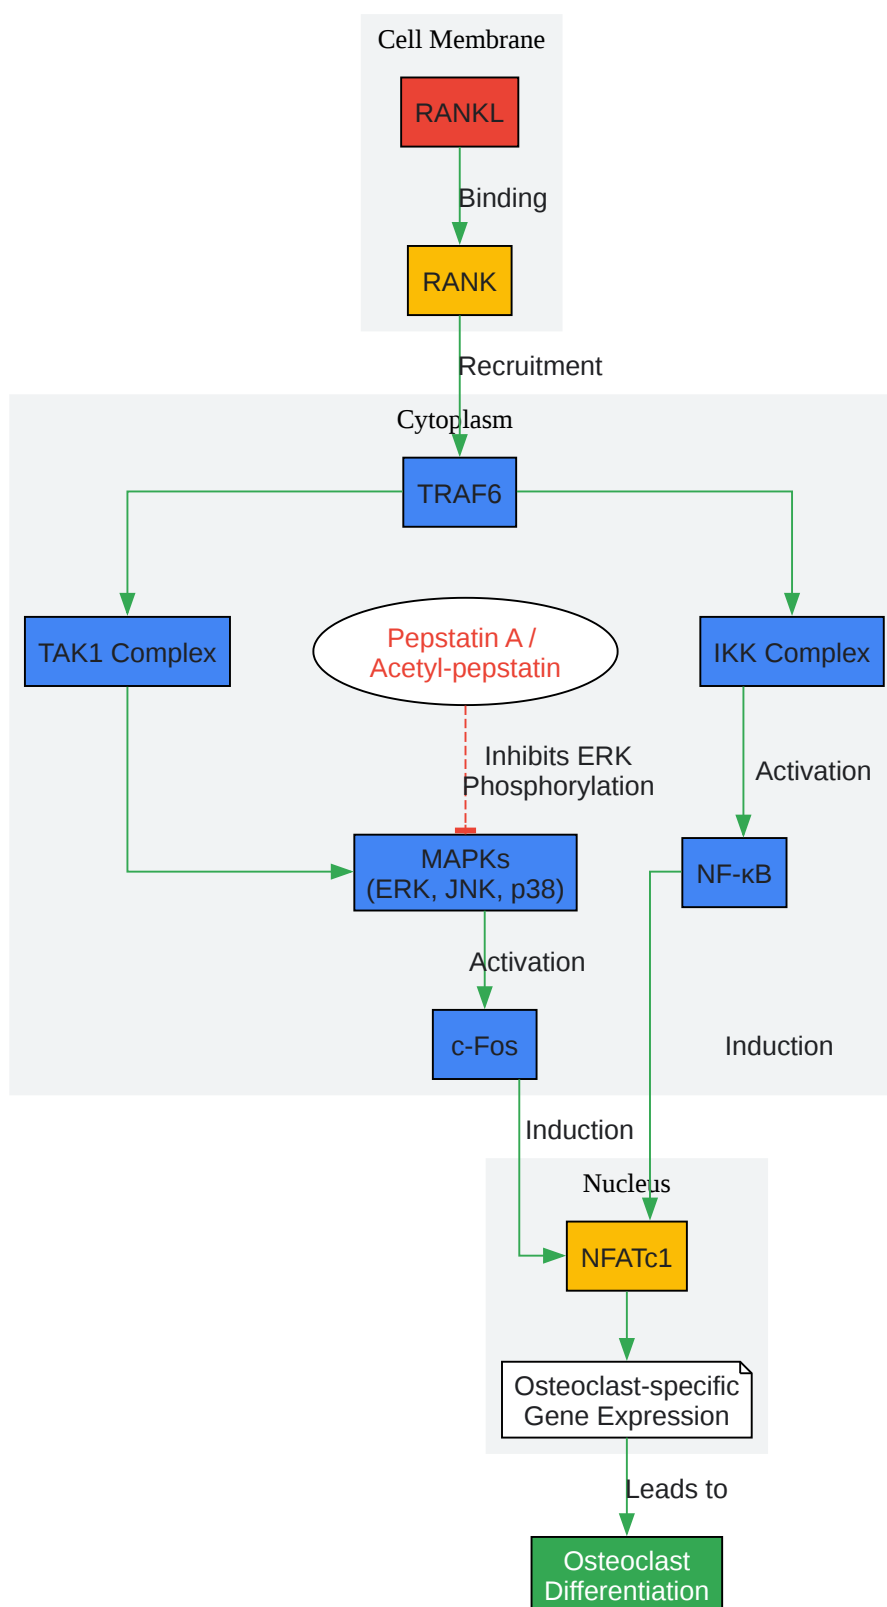 Cell Membrane
RANKL
Binding
RANK
Recruitment
Cytoplasm
TRAF6
TAK1 Complex
Pepstatin A /
Acetyl-pepstatin
IKK Complex
Inhibits ERK
Phosphorylation
Activation
MAPKs
(ERK, JNK, p38)
NF-κB
Activation
c-Fos
Induction
Induction
Nucleus
NFATc1
Osteoclast-specific
Gene Expression
Leads to
Osteoclast
Differentiation